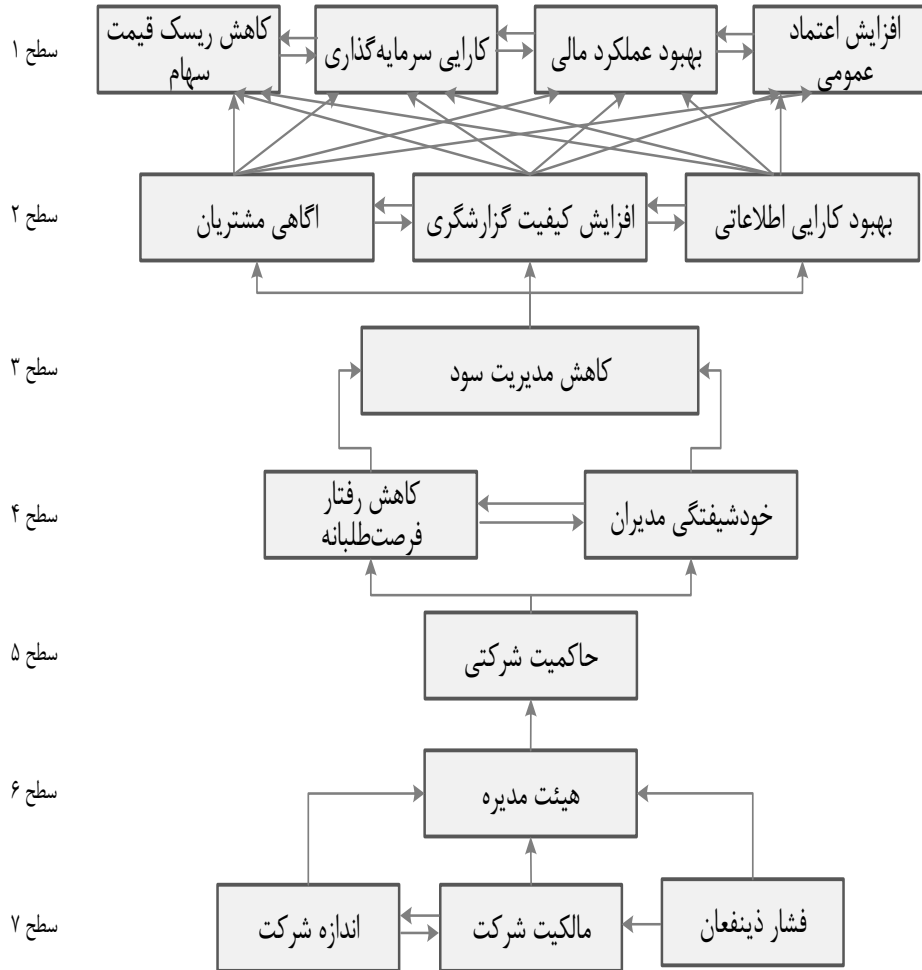 سطح ۱
افزایش اعتماد
عمومی
بهبود عملکرد مالی
کارایی سرمایه‌گذاری
کاهش ریسک قیمت
سهام
سطح ۲
بهبود کارایی اطلاعاتی
افزایش کیفیت گزارشگری
اگاهی مشتریان
سطح ۳
کاهش مدیریت سود
سطح ۴
خودشیفتگی مدیران
کاهش رفتار
فرصت‌طلبانه
سطح ۵
حاکمیت شرکتی
سطح ۶
هیئت مدیره
سطح ۷
فشار ذینفعان
مالکیت شرکت
اندازه شرکت